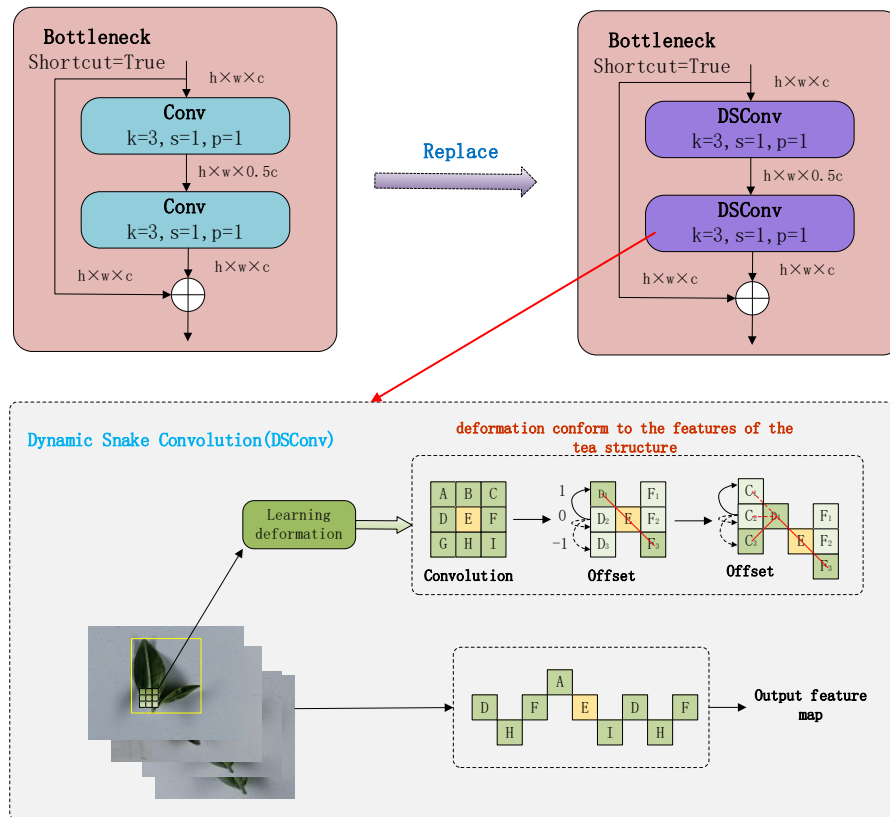 Bottleneck
Shortcut=True
h×w×c
Conv
k=3,s=1,p=1
h×w×0.5c
Conv
k=3,s=1,p=1
h×w×c
h×w×c
Replace
Bottleneck
Shortcut=True
h×w×c
DSConv
k=3,s=1,p=1
h×w×0.5c
DSConv
k=3,s=1,p=1
h×w×c
h×w×c
Dynamic Snake Convolution(DSConv)
deformation conform to the features of the
tea structure
Learning
deformation
A B C
D E F
G H I
Convolution
1
0
-1
D₁ F₁
D₂ E F₂
D₃ F₃
Offset
C₁
C₂ D₁ F₁
C₃ E F₂
F₃
Offset
A
D F E D F
H I H
Output feature
map